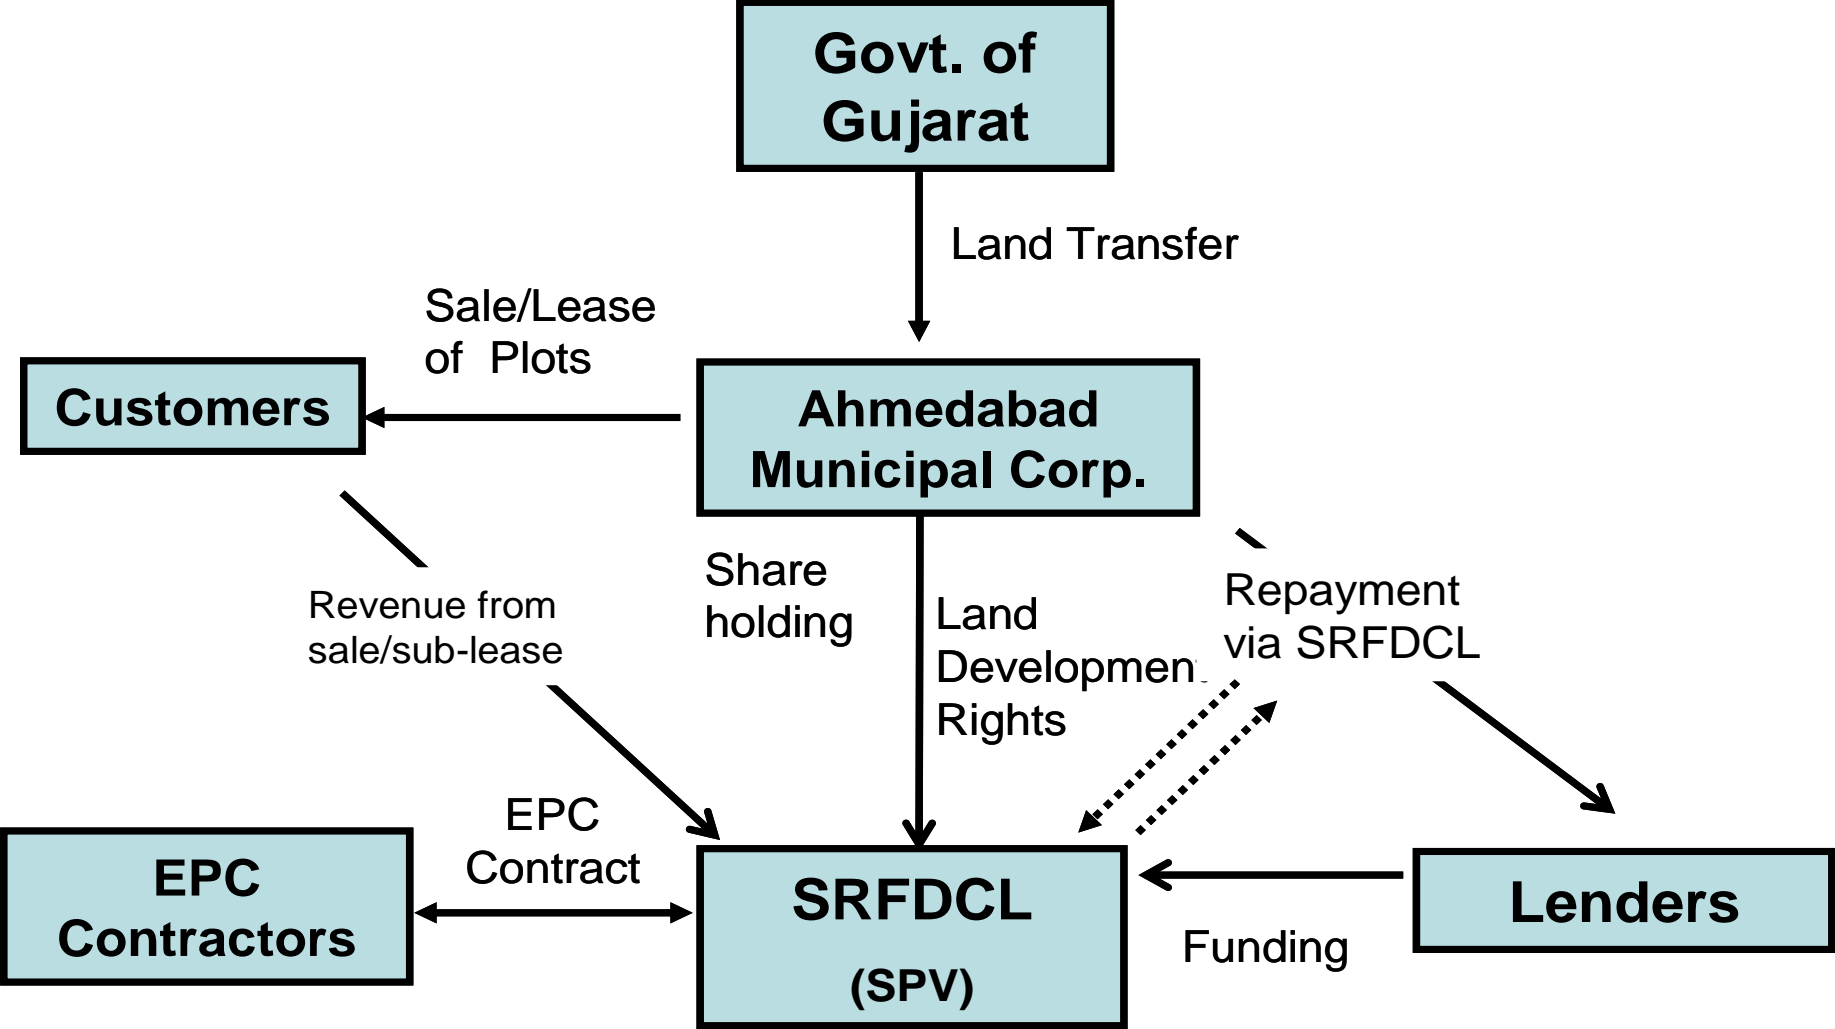 Govt. of
Gujarat
Land Transfer
Sale/Lease
of Plots
Customers
Ahmedabad
Municipal Corp.
Share
holding
Land
Development
Rights
Repayment
via SRFDCL
Revenue from
sale/sub-lease
EPC
Contract
EPC
Contractors
SRFDCL
(SPV)
Funding
Lenders